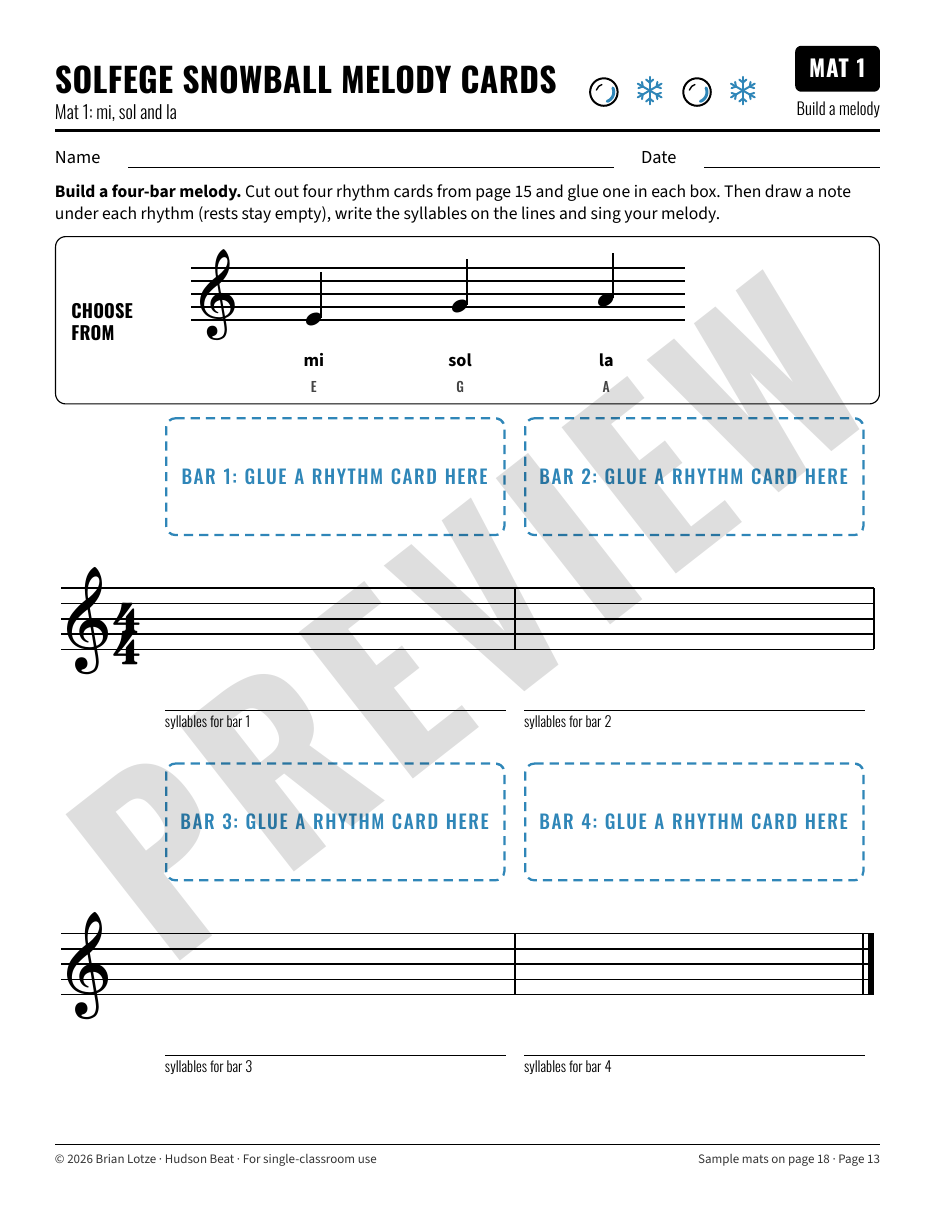 SOLFEGE SNOWBALL MELODY CARDS
MAT 1
Mat 1: mi, sol and la
Build a melody
Name
Date
Build a four-bar melody. Cut out four rhythm cards from page 15 and glue one in each box. Then draw a note
under each rhythm (rests stay empty), write the syllables on the lines and sing your melody.
CHOOSE
FROM
mi sol la
E G A
BAR 1: GLUE A RHYTHM CARD HERE
BAR 2: GLUE A RHYTHM CARD HERE
4
4
syllables for bar 1
syllables for bar 2
BAR 3: GLUE A RHYTHM CARD HERE
BAR 4: GLUE A RHYTHM CARD HERE
syllables for bar 3
syllables for bar 4
PREVIEW
© 2026 Brian Lotze · Hudson Beat · For single-classroom use
Sample mats on page 18 · Page 13